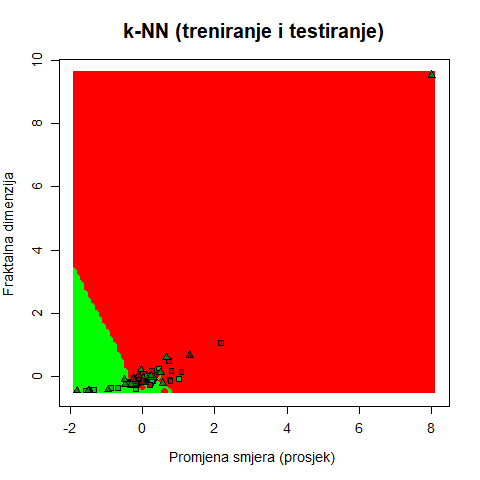 k-NN (treniranje i testiranje)
Fraktalna dimenzija
10
8
6
4
2
0
-2 0 2 4 6 8
Promjena smjera (prosjek)